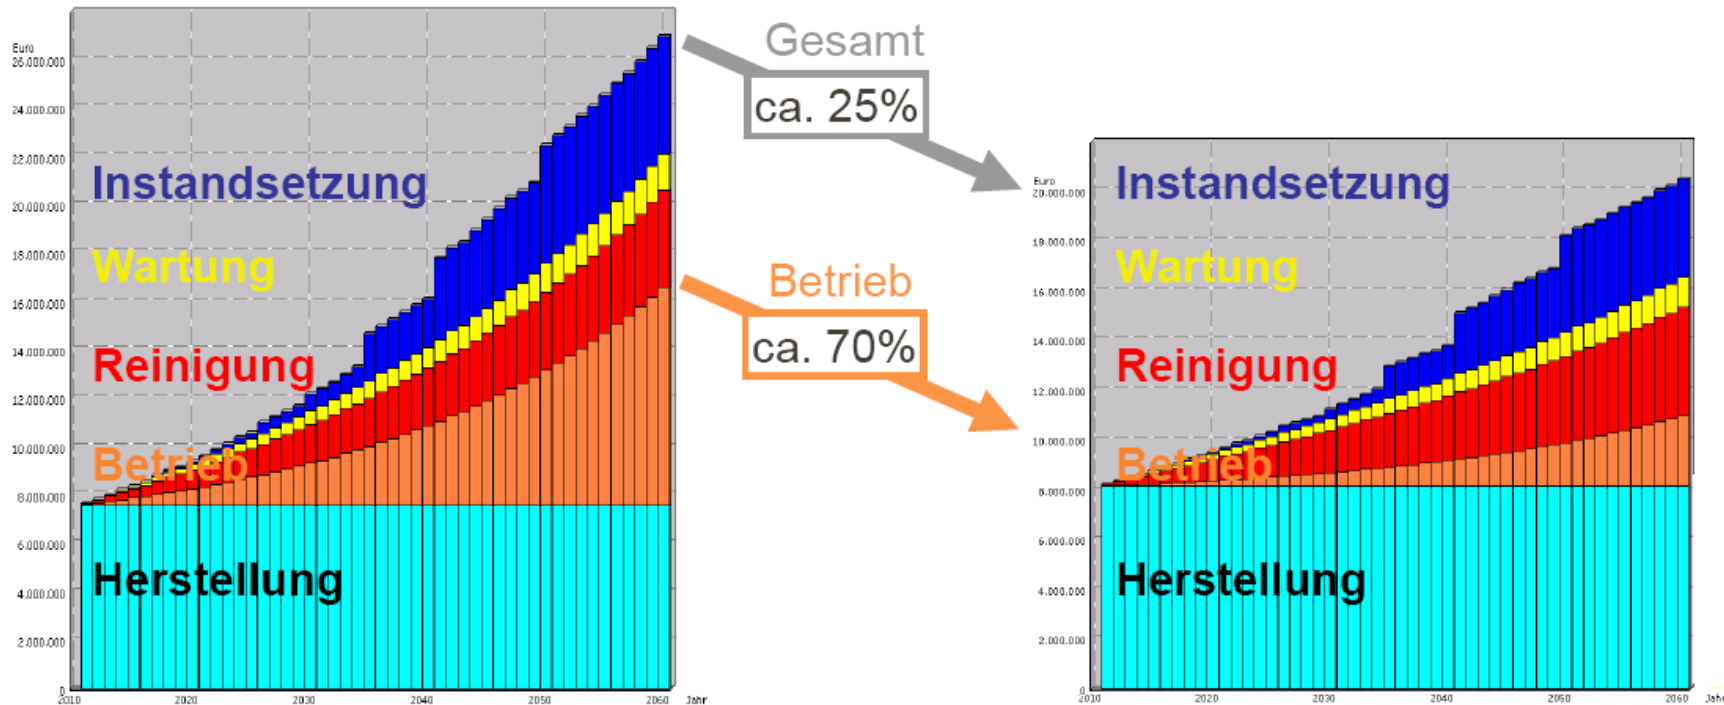 Euro
26.000.000
24.000.000
22.000.000
20.000.000
18.000.000
16.000.000
14.000.000
12.000.000
10.000.000
8.000.000
6.000.000
4.000.000
2.000.000
0
2010 2020 2030 2040 2050 2060 Jahr
Instandsetzung
Wartung
Reinigung
Betrieb
Herstellung
Gesamt
ca. 25%
Betrieb
ca. 70%
Euro
20.000.000
18.000.000
16.000.000
14.000.000
12.000.000
10.000.000
8.000.000
6.000.000
4.000.000
2.000.000
0
2010 2020 2030 2040 2050 2060 Jahr
Instandsetzung
Wartung
Reinigung
Betrieb
Herstellung